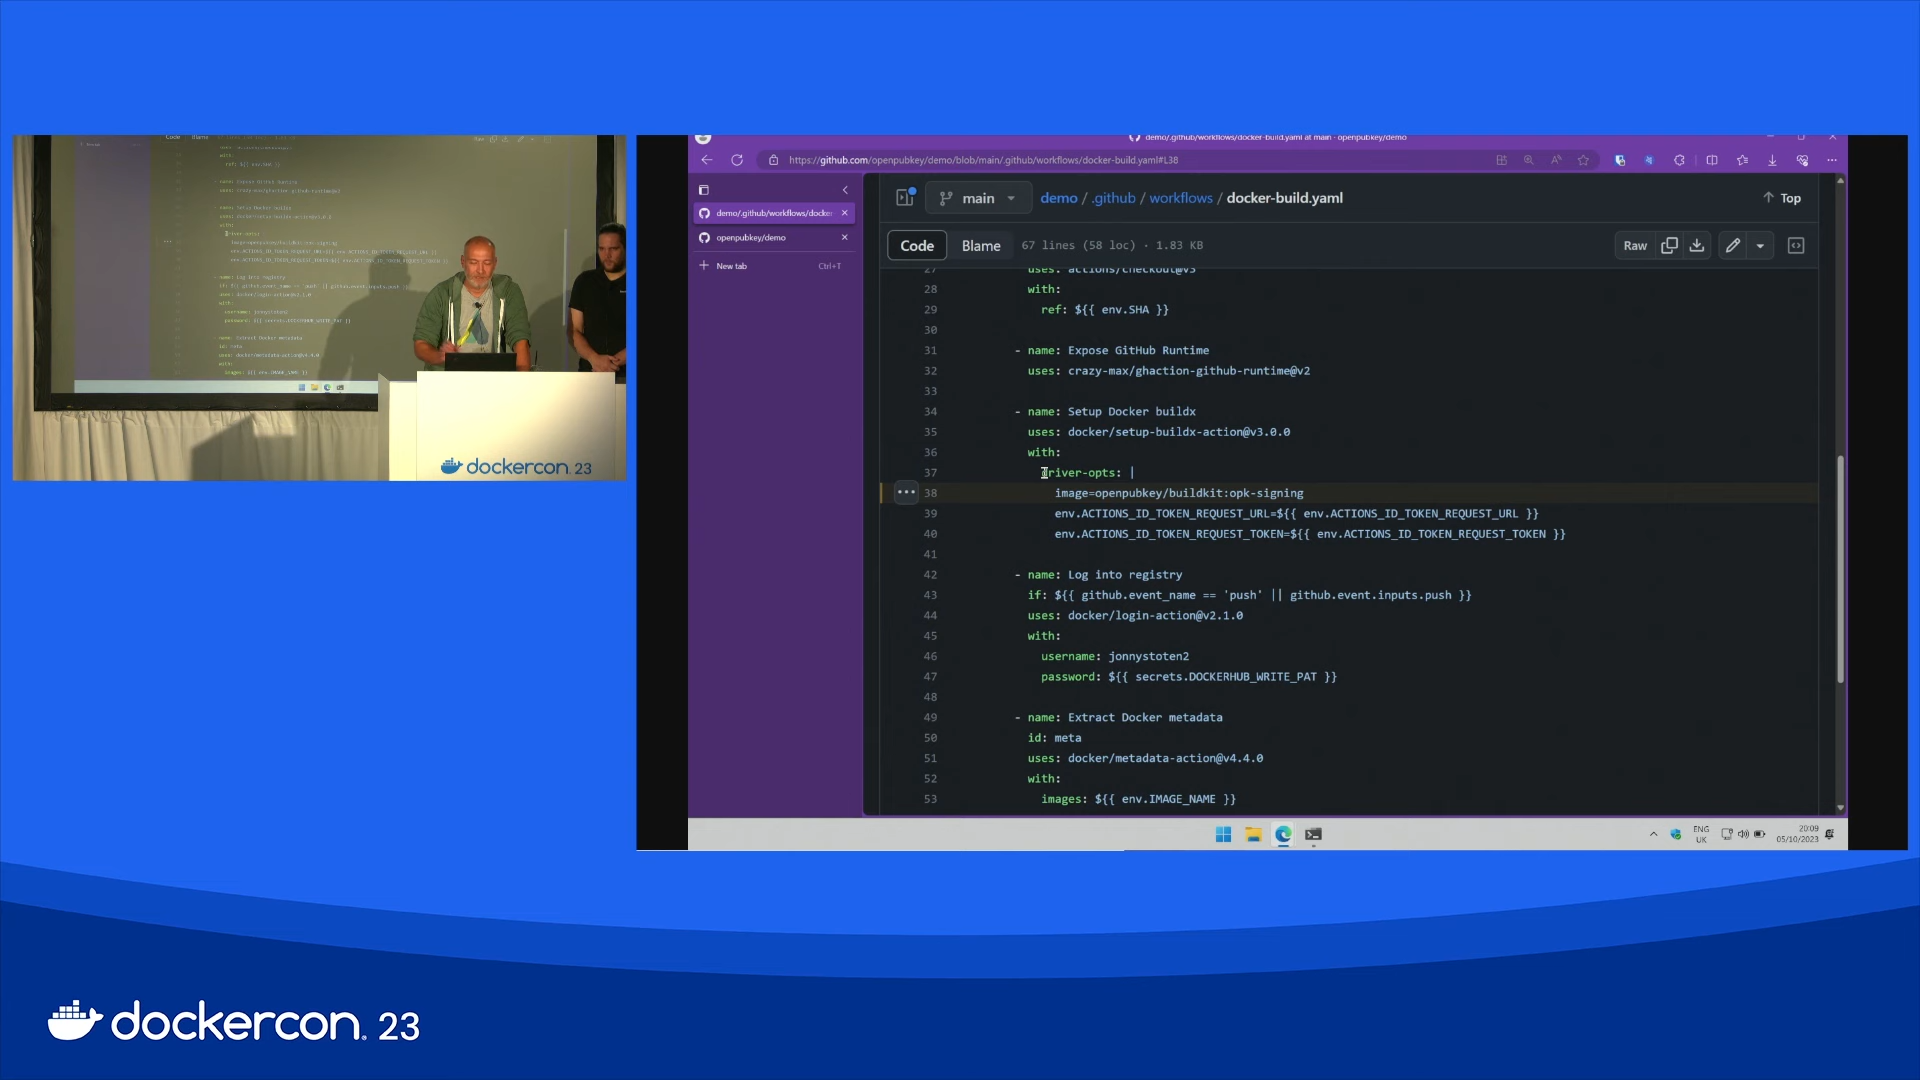 demo/.github/workflows/docker-build.yaml at main · openpubkey/demo
https://github.com/openpubkey/demo/blob/main/.github/workflows/docker-build.yaml#L38
demo/.github/workflows/docker
openpubkey/demo
New tab Ctrl+T
main
demo / .github / workflows / docker-build.yaml
Top
Code Blame 67 lines (58 loc) · 1.83 KB
Raw
27 uses: actions/checkout@v3
28 with:
29 ref: ${{ env.SHA }}
30
31 - name: Expose GitHub Runtime
32 uses: crazy-max/ghaction-github-runtime@v2
33
34 - name: Setup Docker buildx
35 uses: docker/setup-buildx-action@v3.0.0
36 with:
37 driver-opts: |
38 image=openpubkey/buildkit:opk-signing
39 env.ACTIONS_ID_TOKEN_REQUEST_URL=${{ env.ACTIONS_ID_TOKEN_REQUEST_URL }}
40 env.ACTIONS_ID_TOKEN_REQUEST_TOKEN=${{ env.ACTIONS_ID_TOKEN_REQUEST_TOKEN }}
41
42 - name: Log into registry
43 if: ${{ github.event_name == 'push' || github.event.inputs.push }}
44 uses: docker/login-action@v2.1.0
45 with:
46 username: jonnystoten2
47 password: ${{ secrets.DOCKERHUB_WRITE_PAT }}
48
49 - name: Extract Docker metadata
50 id: meta
51 uses: docker/metadata-action@v4.4.0
52 with:
53 images: ${{ env.IMAGE_NAME }}
ENG
UK
20:09
05/10/2023
dockercon 23
dockercon. 23